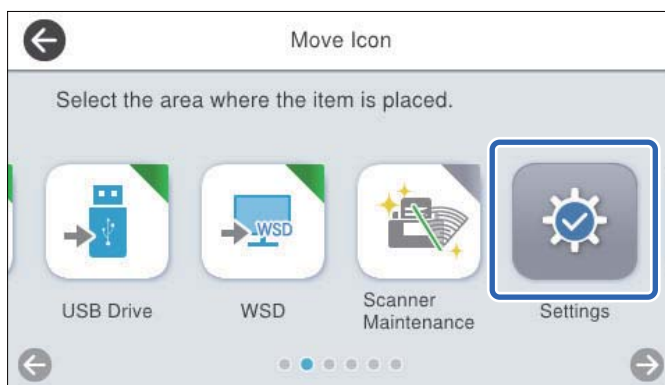 Move Icon
Select the area where the item is placed.
WSD
USB Drive
WSD
Scanner
Maintenance
Settings